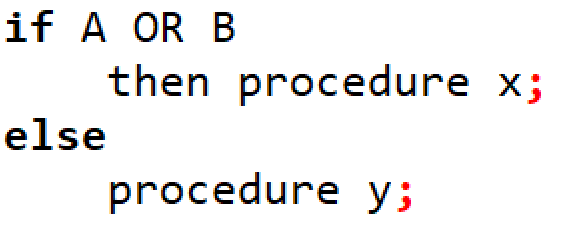 if A OR B
then procedure x;
else
procedure y;